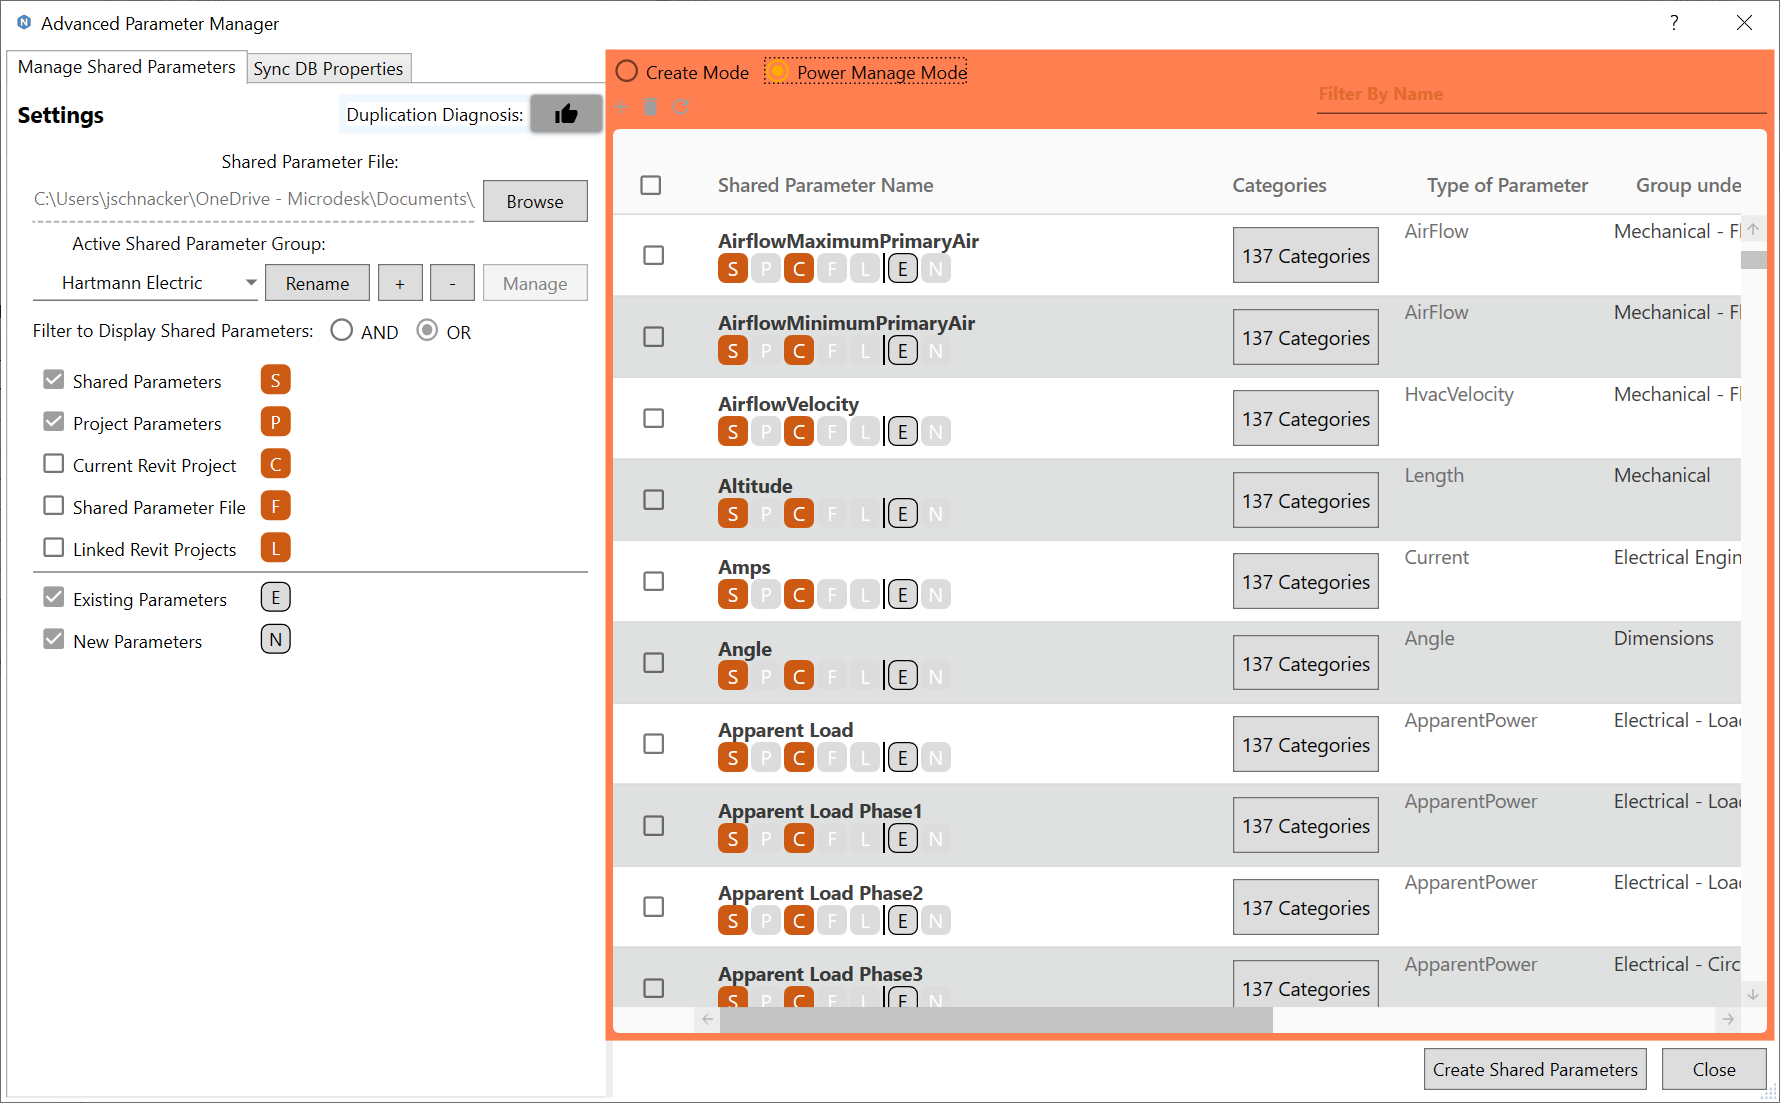 Advanced Parameter Manager
?
Manage Shared Parameters
Sync DB Properties
Settings
Duplication Diagnosis:
Shared Parameter File:
C:\Users\jschnacker\OneDrive - Microdesk\Documents\
Browse
Active Shared Parameter Group:
Hartmann Electric
Rename
+
-
Manage
Filter to Display Shared Parameters:
AND
OR
Shared Parameters S
Project Parameters P
Current Revit Project C
Shared Parameter File F
Linked Revit Projects L
Existing Parameters E
New Parameters N
Create Mode
Power Manage Mode
Filter By Name
Shared Parameter Name Categories Type of Parameter Group unde
AirflowMaximumPrimaryAir
S P C F L E N
137 Categories
AirFlow
Mechanical - Fl
AirflowMinimumPrimaryAir
S P C F L E N
137 Categories
AirFlow
Mechanical - Fl
AirflowVelocity
S P C F L E N
137 Categories
HvacVelocity
Mechanical - Fl
Altitude
S P C F L E N
137 Categories
Length
Mechanical
Amps
S P C F L E N
137 Categories
Current
Electrical Engin
Angle
S P C F L E N
137 Categories
Angle
Dimensions
Apparent Load
S P C F L E N
137 Categories
ApparentPower
Electrical - Loa
Apparent Load Phase1
S P C F L E N
137 Categories
ApparentPower
Electrical - Loa
Apparent Load Phase2
S P C F L E N
137 Categories
ApparentPower
Electrical - Loa
Apparent Load Phase3
S P C F L E N
137 Categories
ApparentPower
Electrical - Circ
Create Shared Parameters
Close